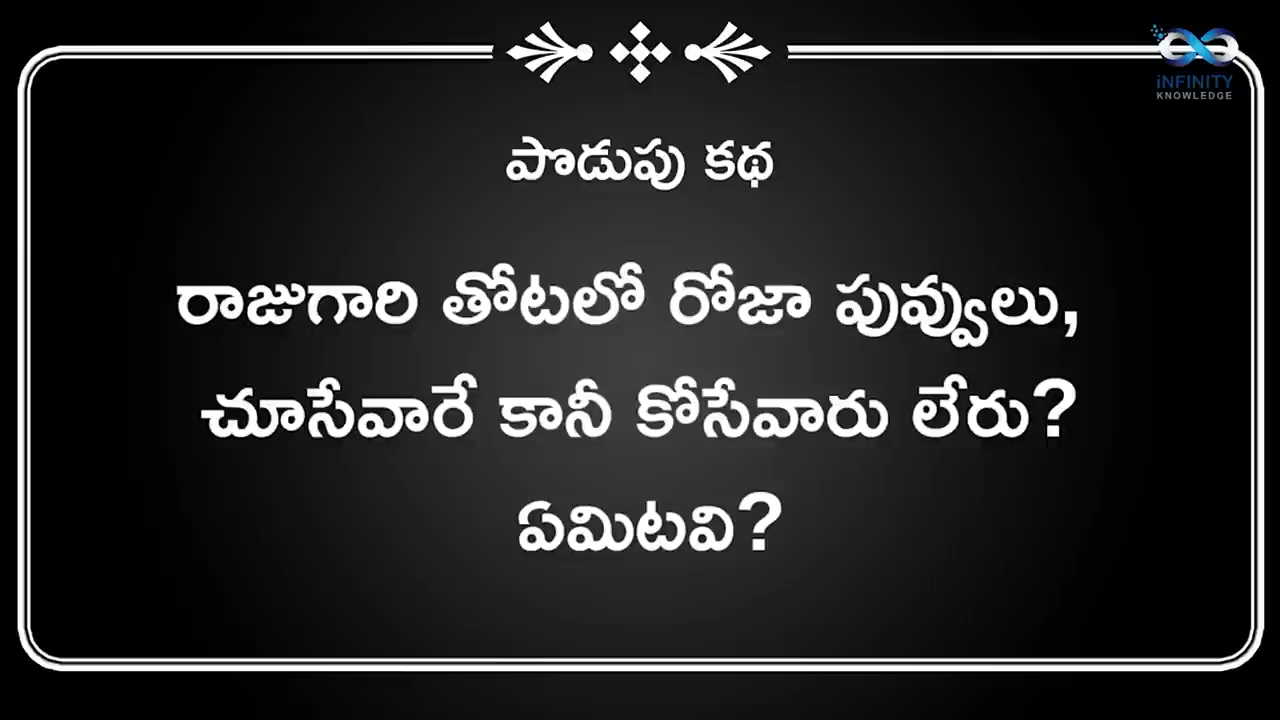 iNFINITY
KNOWLEDGE
పొడుపు కథ
రాజుగారి తోటలో రోజా పువ్వులు,
చూసేవారే కానీ కోసేవారు లేరు?
ఏమిటవి?